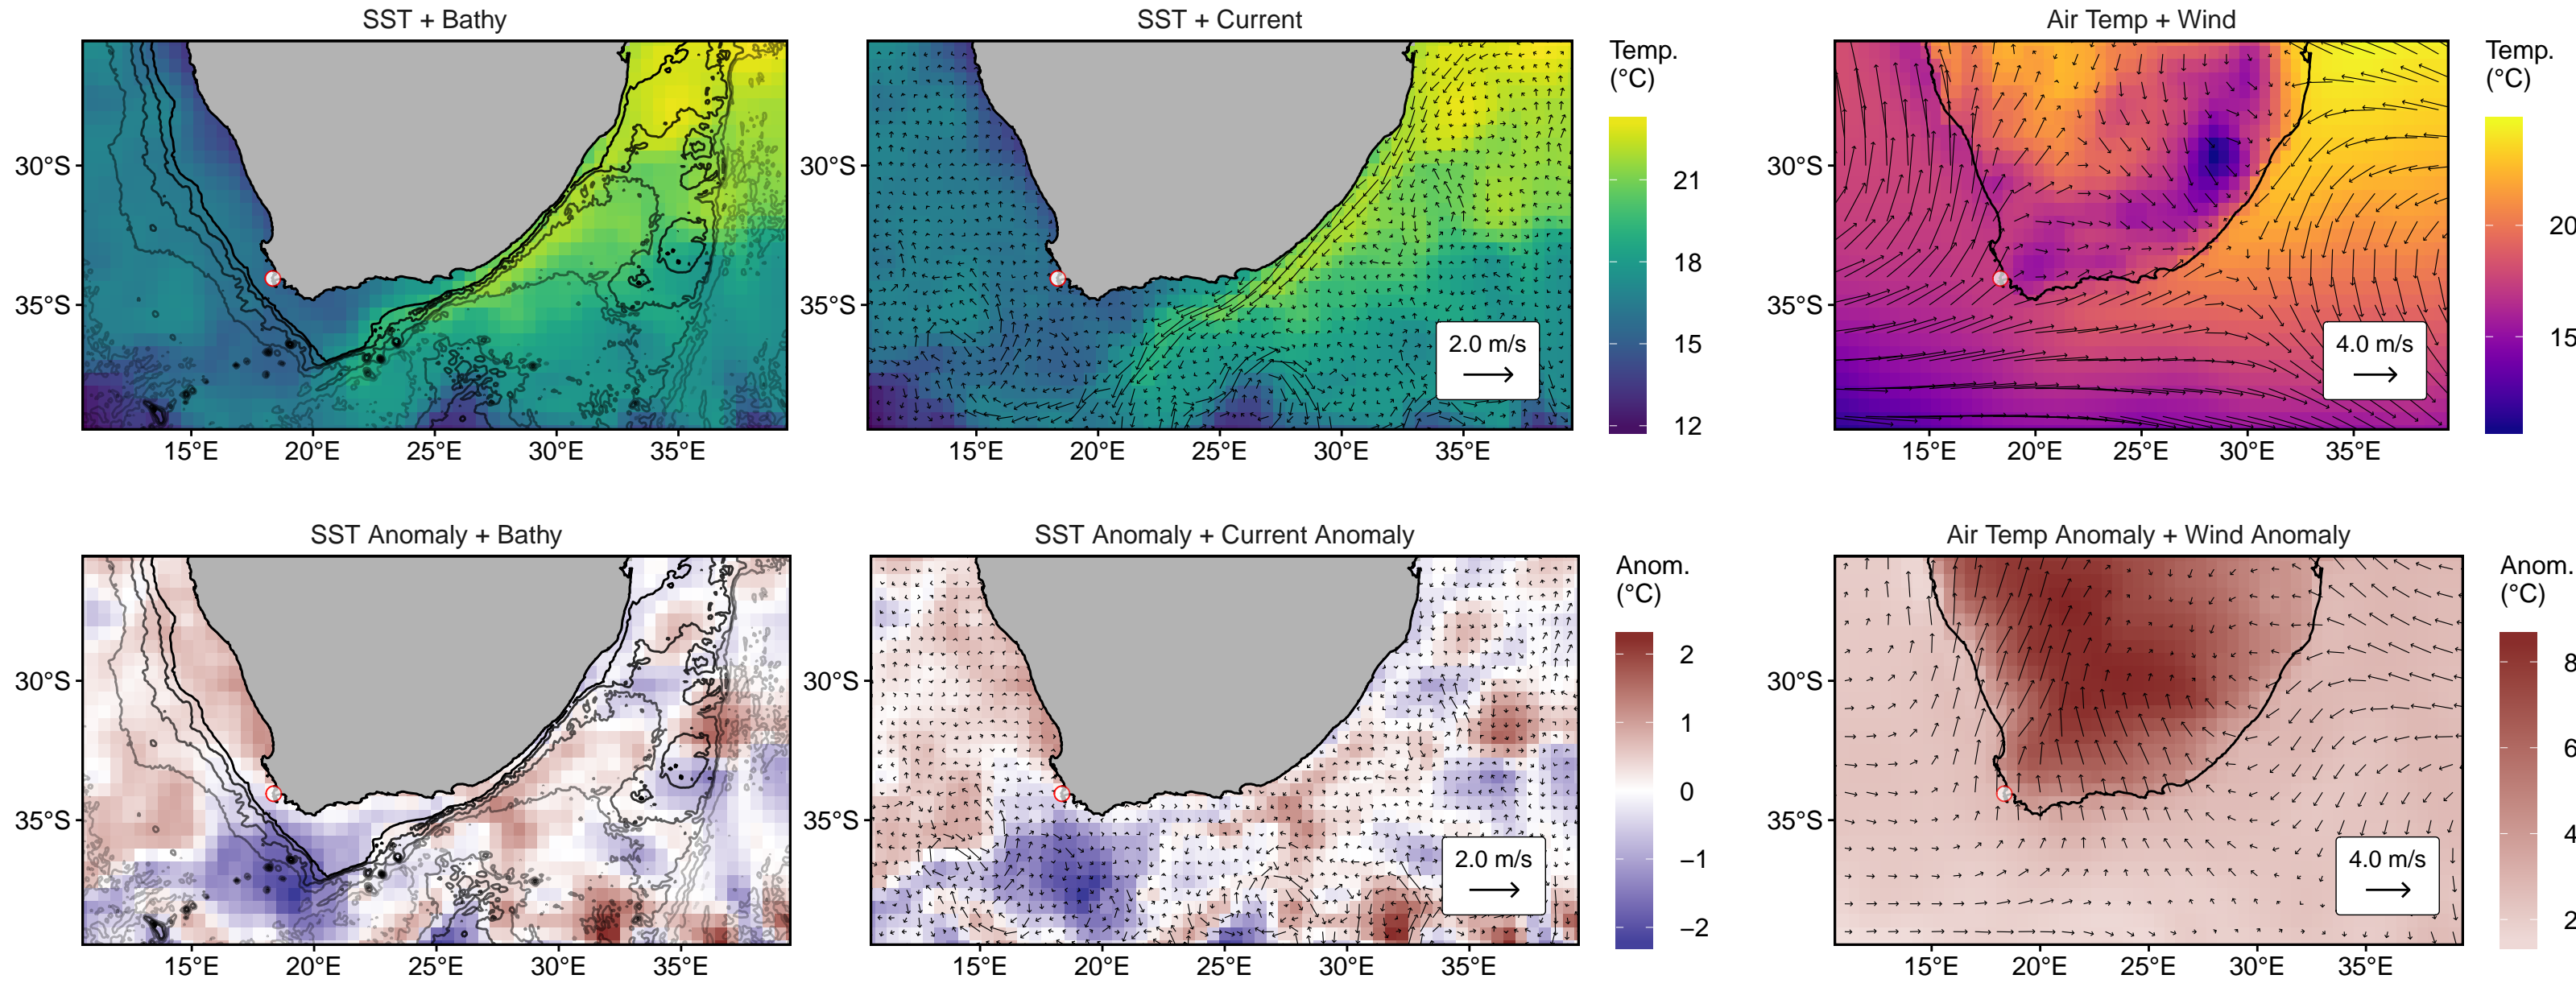 SST + Bathy
SST + Current
Air Temp + Wind
30°S
35°S
15°E 20°E 25°E 30°E 35°E
30°S
35°S
15°E 20°E 25°E 30°E 35°E
2.0 m/s
Temp.
(°C)
21
18
15
12
30°S
35°S
15°E 20°E 25°E 30°E 35°E
4.0 m/s
Temp.
(°C)
20
15
SST Anomaly + Bathy
SST Anomaly + Current Anomaly
Air Temp Anomaly + Wind Anomaly
30°S
35°S
15°E 20°E 25°E 30°E 35°E
30°S
35°S
15°E 20°E 25°E 30°E 35°E
2.0 m/s
Anom.
(°C)
2
1
0
−1
−2
30°S
35°S
15°E 20°E 25°E 30°E 35°E
4.0 m/s
Anom.
(°C)
8
6
4
2